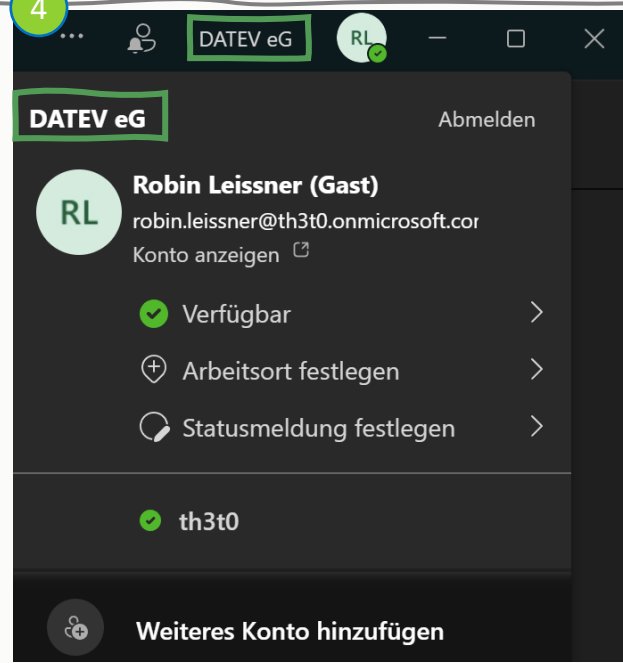 4
DATEV eG
RL
DATEV eG
Abmelden
RL
Robin Leissner (Gast)
robin.leissner@th3t0.onmicrosoft.cor
Konto anzeigen
Verfügbar
Arbeitsort festlegen
Statusmeldung festlegen
th3t0
Weiteres Konto hinzufügen